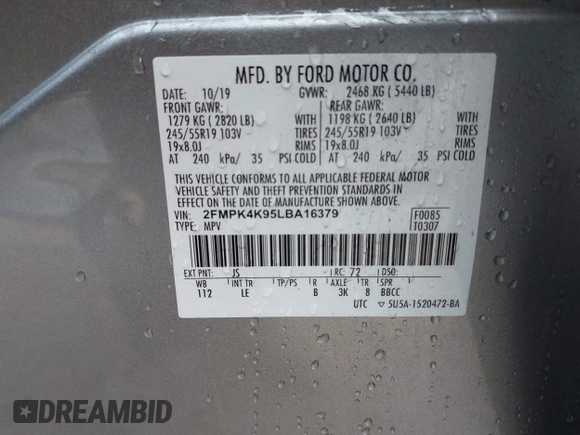 MFD. BY FORD MOTOR CO.
DATE: 10/19 GVWR: 2468 KG ( 5440 LB)
FRONT GAWR: REAR GAWR:
1279 KG ( 2820 LB) WITH 1198 KG ( 2640 LB) WITH
245/55R19 103V TIRES 245/55R19 103V TIRES
19x8.0J RIMS 19x8.0J RIMS
AT 240 kPa/ 35 PSI COLD AT 240 kPa/ 35 PSI COLD
THIS VEHICLE CONFORMS TO ALL APPLICABLE FEDERAL MOTOR
VEHICLE SAFETY AND THEFT PREVENTION STANDARDS IN
EFFECT ON THE DATE OF MANUFACTURE SHOWN ABOVE.
VIN: 2FMPK4K95LBA16379 F0085
TYPE: MPV T0307
EXT PNT: JS RC: 72 DSO:
WB INT TR TP/PS R AXLE TR SPR
112 LE B 3K 8 BBCC
UTC ▽ 5U5A-1520472-BA
DREAMBID